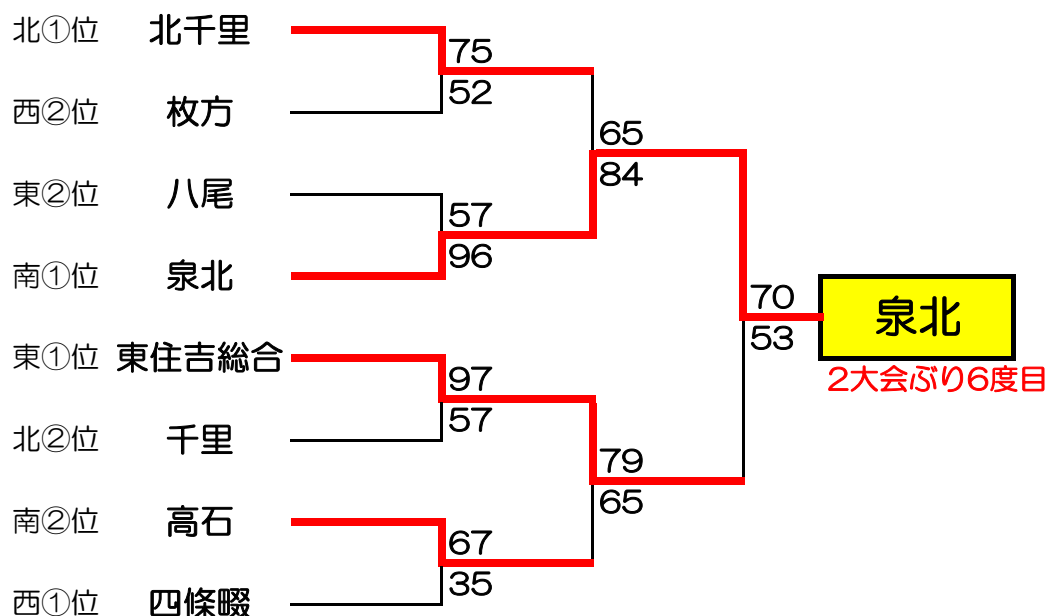 北①位 北千里
75
52
西②位 枚方
65
84
東②位 八尾
57
96
南①位 泉北
70
53
泉北
2大会ぶり6度目
東①位 東住吉総合
97
57
北②位 千里
79
65
南②位 高石
67
35
西①位 四條畷